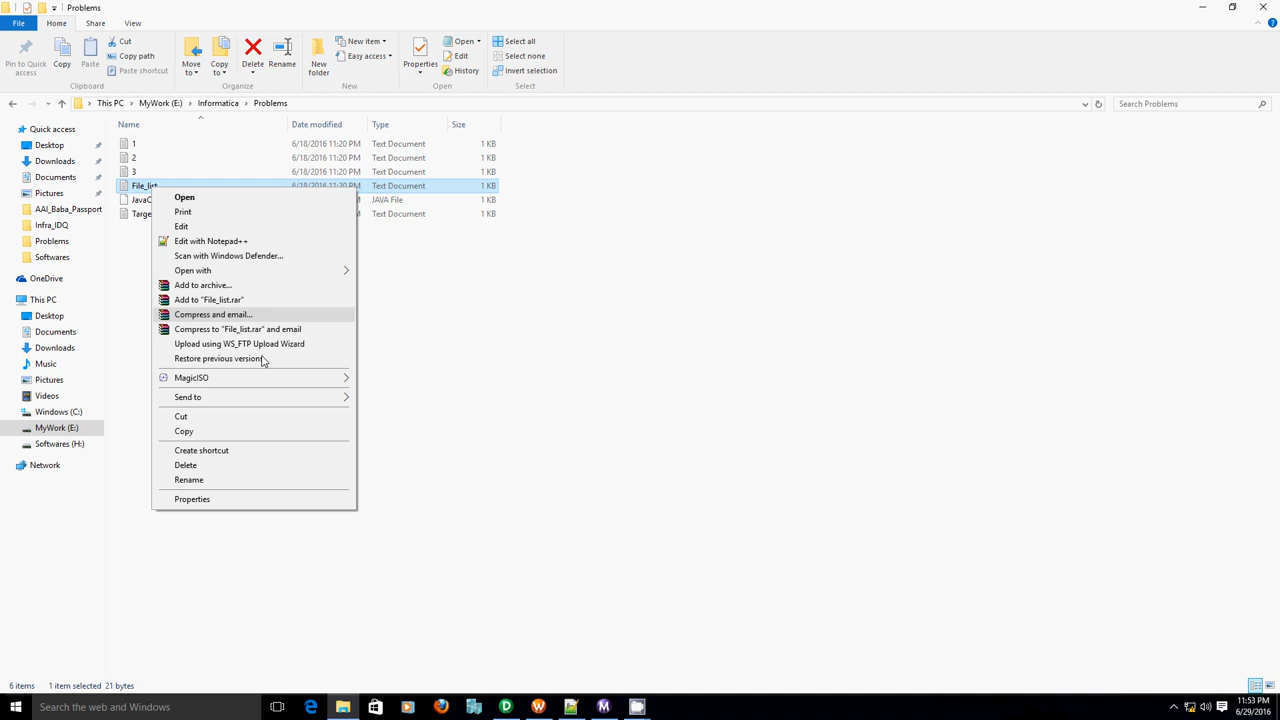 Problems
File Home Share View
Pin to Quick access
Copy
Paste
Cut
Copy path
Paste shortcut
Clipboard
Move to
Copy to
Delete
Rename
Organize
New folder
New item
Easy access
New
Properties
Open
Edit
History
Open
Select all
Select none
Invert selection
Select
This PC MyWork (E:) Informatica Problems
Search Problems
Name Date modified Type Size
1 6/18/2016 11:20 PM Text Document 1 KB
2 6/18/2016 11:20 PM Text Document 1 KB
3 6/18/2016 11:20 PM Text Document 1 KB
File_list 6/18/2016 11:20 PM Text Document 1 KB
M JAVA File 1 KB
M Text Document 1 KB
Quick access
Desktop
Downloads
Documents
Pictures
AAI_Baba_Passport
Infra_IDQ
Problems
Softwares
OneDrive
This PC
Desktop
Documents
Downloads
Music
Pictures
Videos
Windows (C:)
MyWork (E:)
Softwares (H:)
Network
Open
Print
Edit
Edit with Notepad++
Scan with Windows Defender...
Open with
Add to archive...
Add to "File_list.rar"
Compress and email...
Compress to "File_list.rar" and email
Upload using WS_FTP Upload Wizard
Restore previous versions
MagicISO
Send to
Cut
Copy
Create shortcut
Delete
Rename
Properties
6 items 1 item selected 21 bytes
Search the web and Windows
11:53 PM
6/29/2016